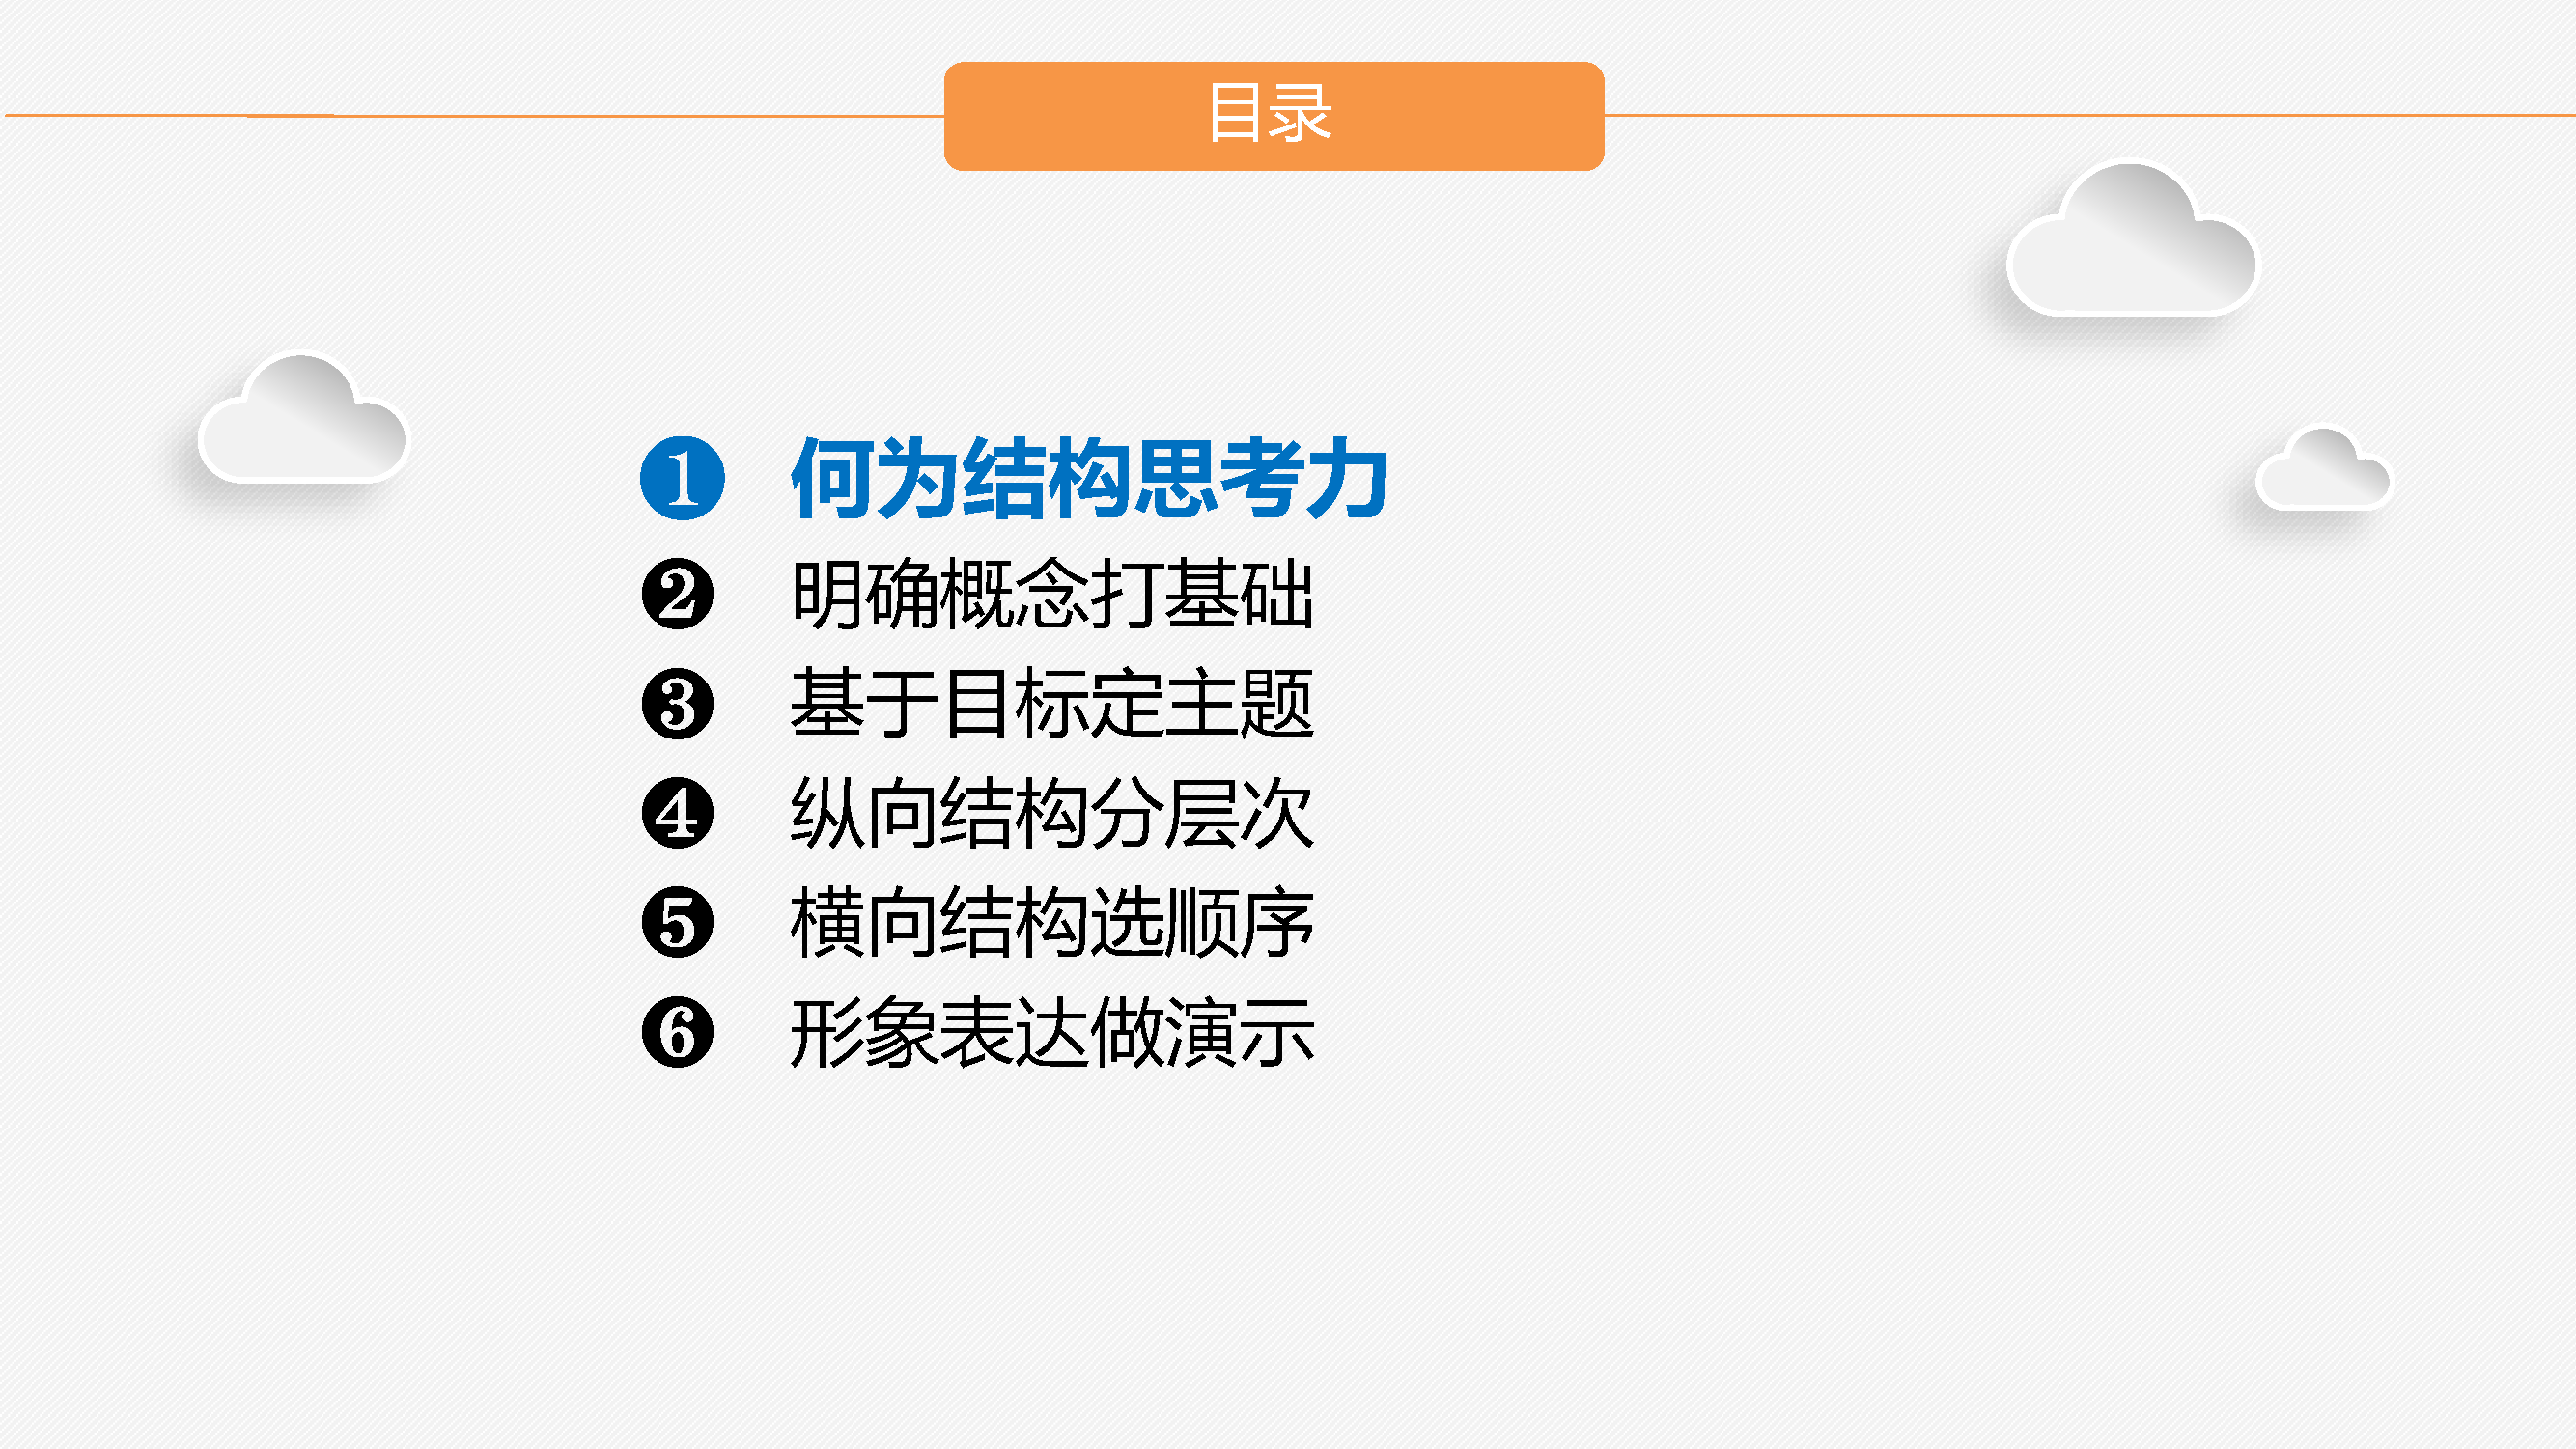 目录
❶ 何为结构思考力
❷ 明确概念打基础
❸ 基于目标定主题
❹ 纵向结构分层次
❺ 横向结构选顺序
❻ 形象表达做演示